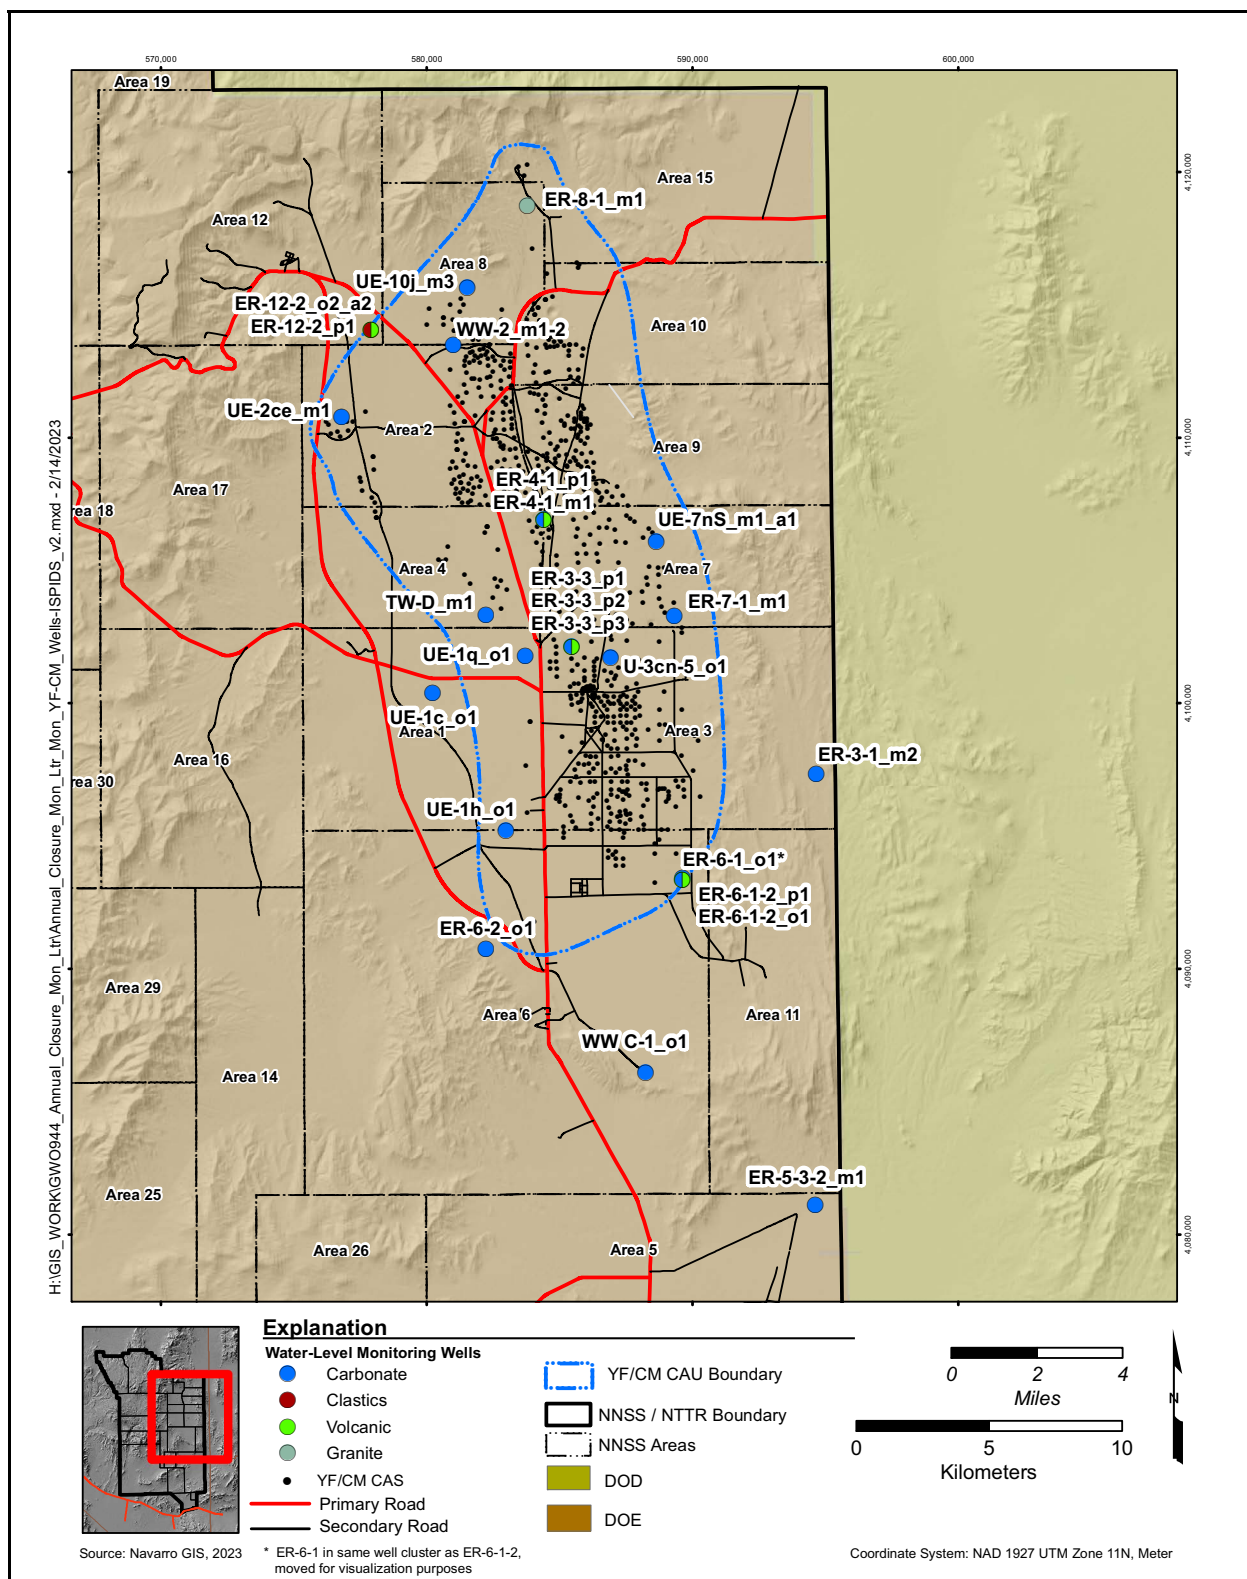 570,000
580,000
590,000
600,000
Area 19
4,120,000
Area 15
ER-8-1_m1
Area 12
Area 8
UE-10j_m3
ER-12-2_o2_a2
ER-12-2_p1
Area 10
WW-2_m1-2
UE-2ce_m1
Area 2
4,110,000
Area 9
Area 17
ER-4-1_p1
ER-4-1_m1
rea 18
UE-7nS_m1_a1
Area 4
Area 7
ER-3-3_p1
ER-3-3_p2
ER-3-3_p3
TW-D_m1
ER-7-1_m1
UE-1q_o1
U-3cn-5_o1
4,100,000
UE-1c_o1
Area 1
Area 3
Area 16
ER-3-1_m2
rea 30
UE-1h_o1
ER-6-1_o1*
ER-6-1-2_p1
ER-6-1-2_o1
ER-6-2_o1
4,090,000
Area 29
Area 6
Area 11
WW C-1_o1
Area 14
ER-5-3-2_m1
Area 25
4,080,000
Area 26
Area 5
H:\GIS_WORK\GWO944_Annual_Closure_Mon_Ltr\Annual_Closure_Mon_Ltr_Mon_YF-CM_Wells-ISPIDS_v2.mxd - 2/14/2023
Explanation
Water-Level Monitoring Wells
Carbonate
Clastics
Volcanic
Granite
YF/CM CAS
Primary Road
Secondary Road
YF/CM CAU Boundary
NNSS / NTTR Boundary
NNSS Areas
DOD
DOE
0 2 4
Miles
0 5 10
Kilometers
N
Source: Navarro GIS, 2023
* ER-6-1 in same well cluster as ER-6-1-2,
moved for visualization purposes
Coordinate System: NAD 1927 UTM Zone 11N, Meter